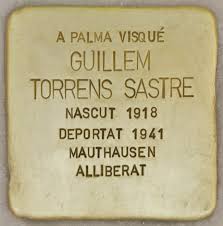 A PALMA VISQUÉ
GUILLEM
TORRENS SASTRE
NASCUT 1918
DEPORTAT 1941
MAUTHAUSEN
ALLIBERAT